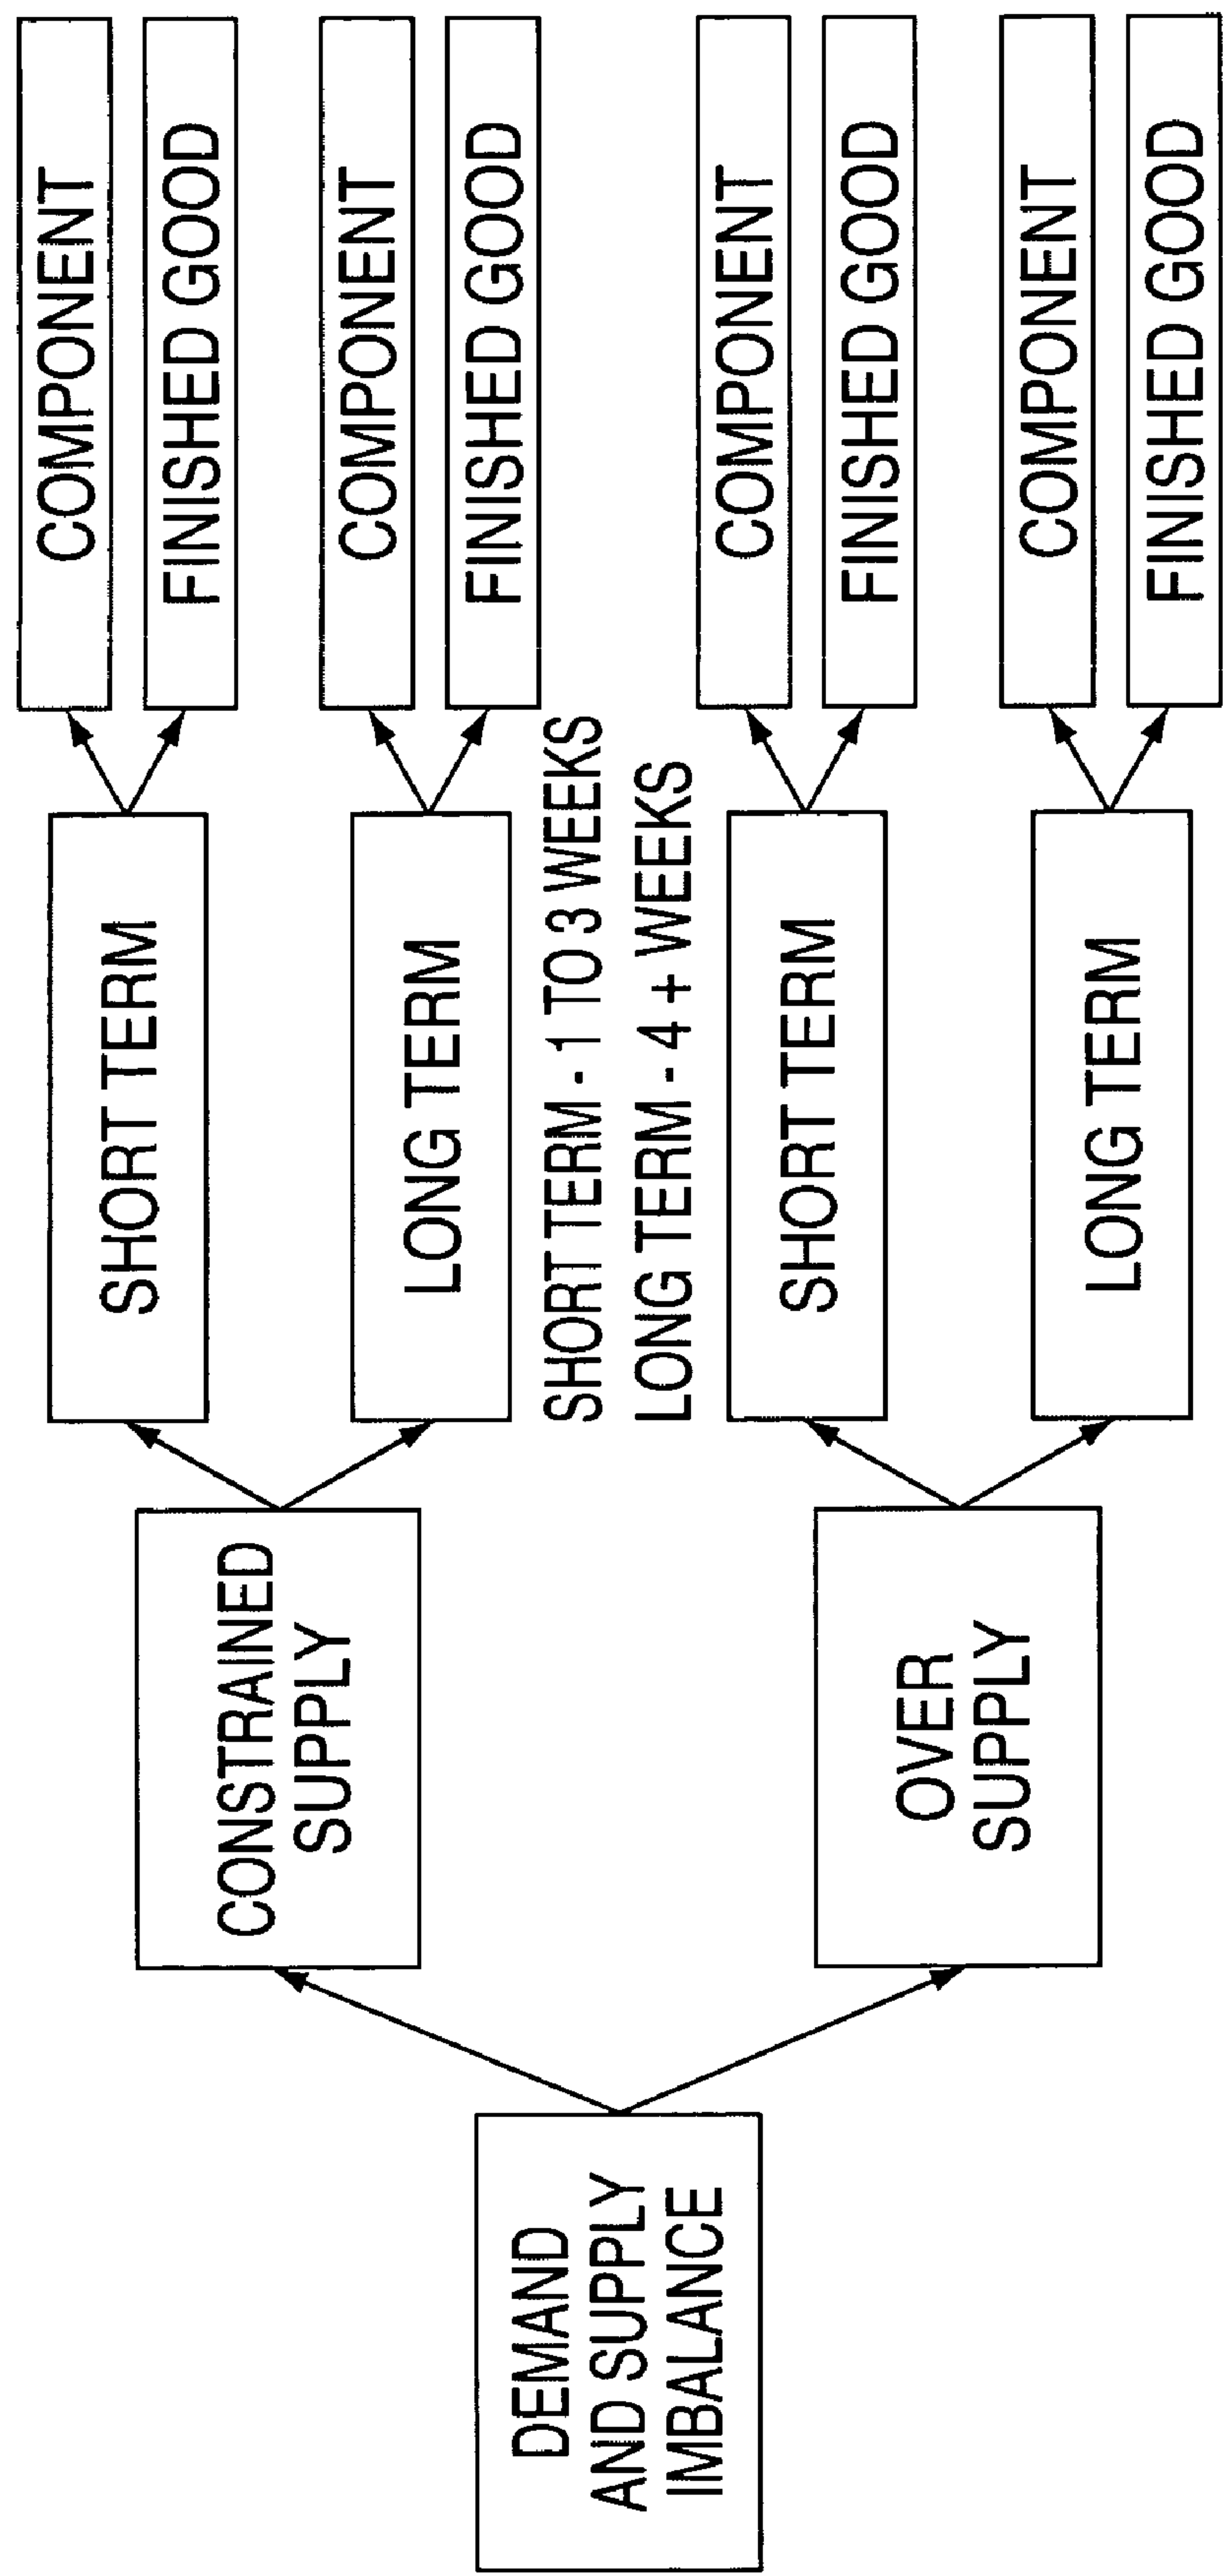 DEMAND
AND SUPPLY
IMBALANCE
CONSTRAINED
SUPPLY
SHORT TERM
COMPONENT
FINISHED GOOD
LONG TERM
COMPONENT
FINISHED GOOD
SHORT TERM - 1 TO 3 WEEKS
LONG TERM - 4 + WEEKS
OVER
SUPPLY
SHORT TERM
COMPONENT
FINISHED GOOD
LONG TERM
COMPONENT
FINISHED GOOD